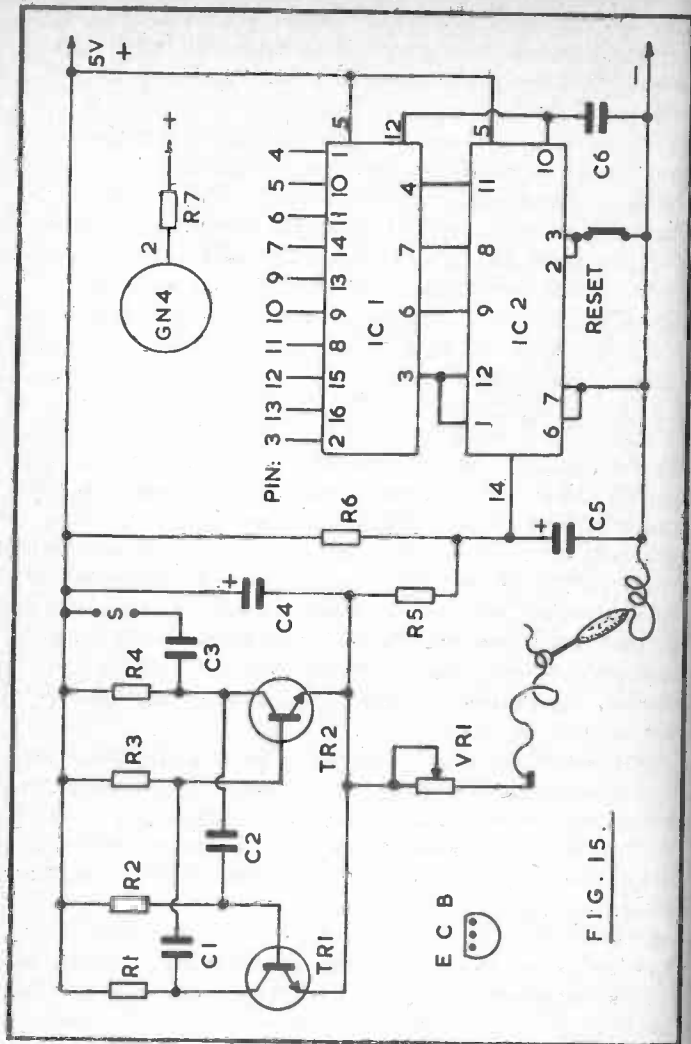 5V
+
R1
R2
R3
R4
S
C1
C2
C3
C4
R6
TR1
TR2
R5
VR1
E C B
GN4
2
R7
+
PIN: 3 13 12 11 10 9 7 6 5 4
2 16 15 8 9 13 14 11 10 1
5
IC 1
3 6 7 4
12
1 12 9 8 11
5
IC 2
14
10
6 7
2 3
C5
RESET
C6
−
FIG. 15.